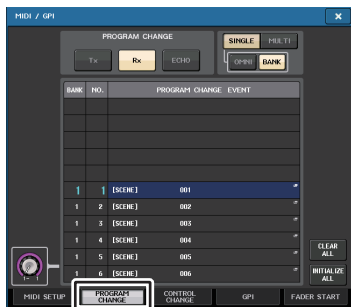 MIDI / GPI
PROGRAM CHANGE
Tx Rx ECHO
SINGLE MULTI
OMNI BANK
BANK NO. PROGRAM CHANGE EVENT
1 1 [SCENE] 001
1 2 [SCENE] 002
1 3 [SCENE] 003
1 4 [SCENE] 004
1 5 [SCENE] 005
1 6 [SCENE] 006
CLEAR
ALL
INITIALIZE
ALL
MIDI SETUP
PROGRAM
CHANGE
CONTROL
CHANGE
GPI
FADER START